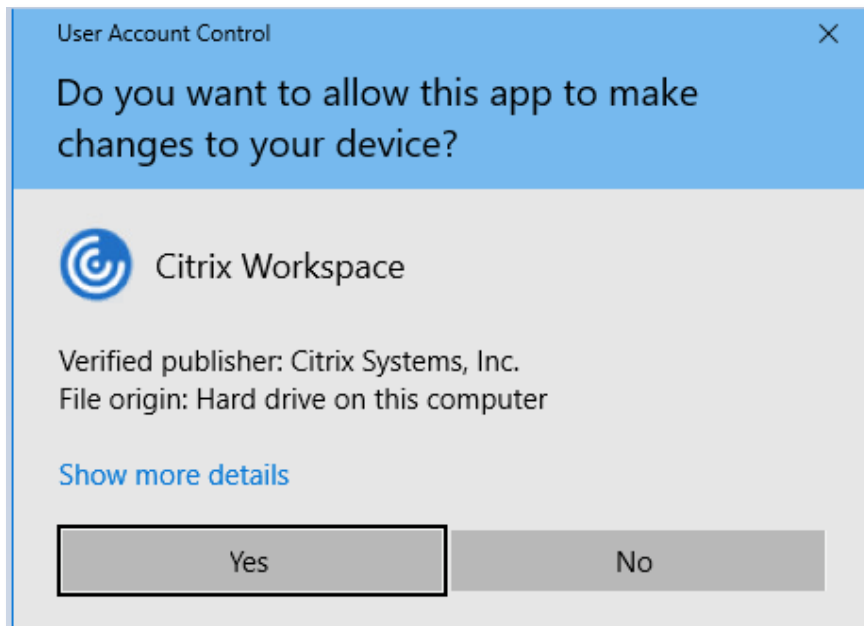 User Account Control
Do you want to allow this app to make
changes to your device?
Citrix Workspace
Verified publisher: Citrix Systems, Inc.
File origin: Hard drive on this computer
Show more details
Yes
No